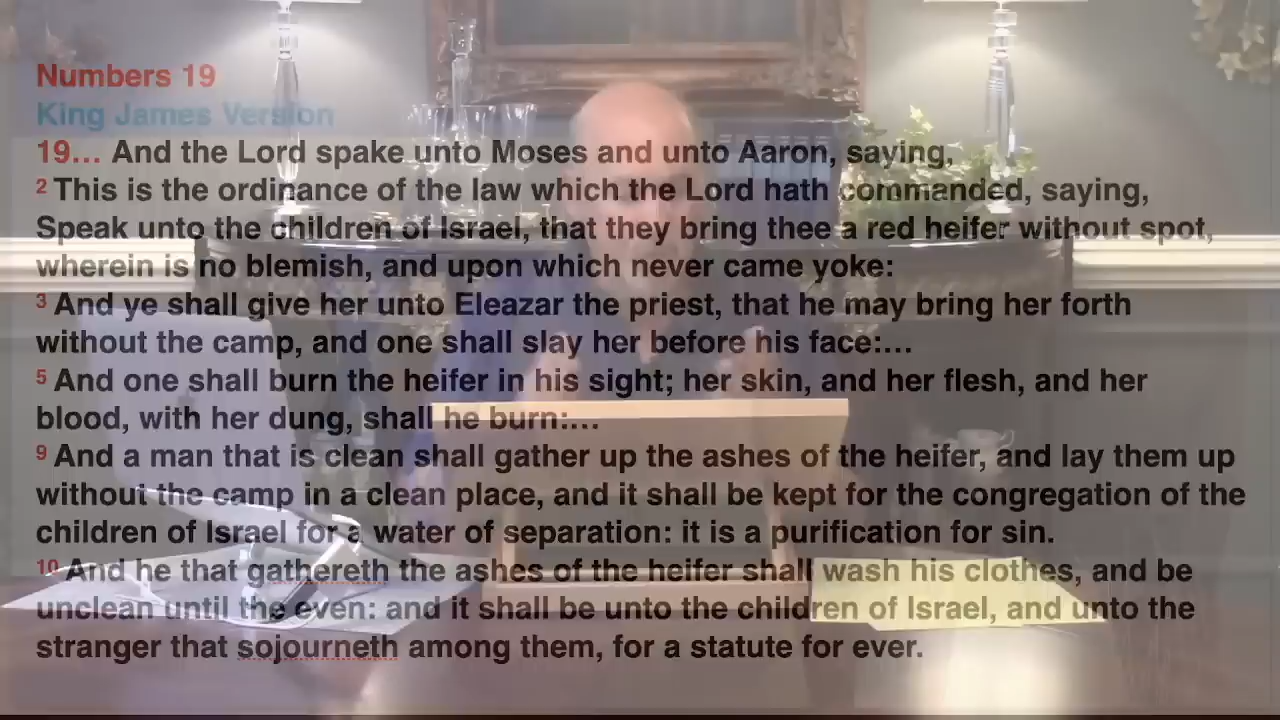 Numbers 19
King James Version
19... And the Lord spake unto Moses and unto Aaron, saying,
2 This is the ordinance of the law which the Lord hath commanded, saying,
Speak unto the children of Israel, that they bring thee a red heifer without spot,
wherein is no blemish, and upon which never came yoke:
3 And ye shall give her unto Eleazar the priest, that he may bring her forth
without the camp, and one shall slay her before his face:...
5 And one shall burn the heifer in his sight; her skin, and her flesh, and her
blood, with her dung, shall he burn:...
9 And a man that is clean shall gather up the ashes of the heifer, and lay them up
without the camp in a clean place, and it shall be kept for the congregation of the
children of Israel for a water of separation: it is a purification for sin.
10 And he that gathereth the ashes of the heifer shall wash his clothes, and be
unclean until the even: and it shall be unto the children of Israel, and unto the
stranger that sojourneth among them, for a statute for ever.